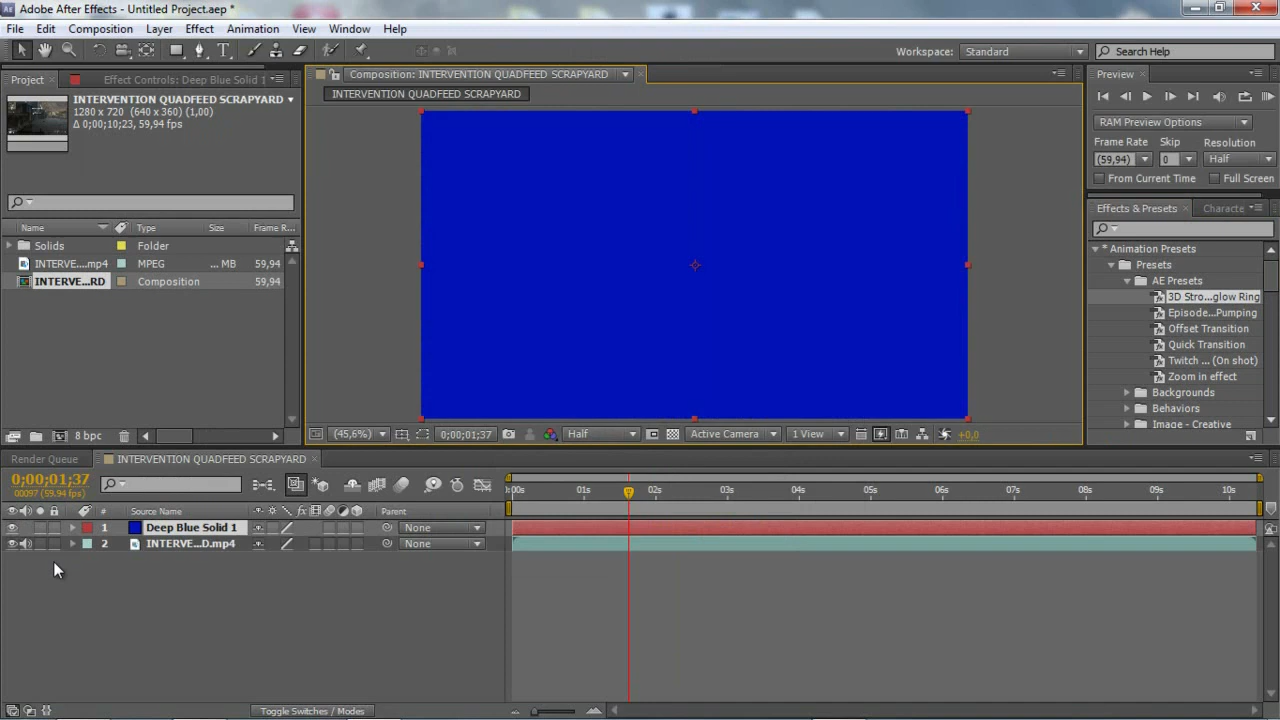 Adobe After Effects - Untitled Project.aep *
File Edit Composition Layer Effect Animation View Window Help
Workspace: Standard Search Help
Project Effect Controls: Deep Blue Solid 1
Composition: INTERVENTION QUADFEED SCRAPYARD
Preview
INTERVENTION QUADFEED SCRAPYARD
1280 x 720 (640 x 360) (1,00)
Δ 0;00;10;23, 59,94 fps
INTERVENTION QUADFEED SCRAPYARD
RAM Preview Options
Frame Rate Skip Resolution
(59,94) 0 Half
From Current Time Full Screen
Effects & Presets Characte
Name Type Size Frame R...
Solids Folder
INTERVE....mp4 MPEG ... MB 59,94
INTERVE...RD Composition 59,94
* Animation Presets
Presets
AE Presets
3D Stro...glow Ring
Episode...Pumping
Offset Transition
Quick Transition
Twitch ... (On shot)
Zoom in effect
Backgrounds
Behaviors
Image - Creative
8 bpc
(45,6%) 0;00;01;37 Half Active Camera 1 View +0,0
Render Queue INTERVENTION QUADFEED SCRAPYARD
0;00;01;37
00097 (59.94 fps)
0:00s 01s 02s 03s 04s 05s 06s 07s 08s 09s 10s
# Source Name fx Parent
1 Deep Blue Solid 1 None
2 INTERVE...D.mp4 None
Toggle Switches / Modes